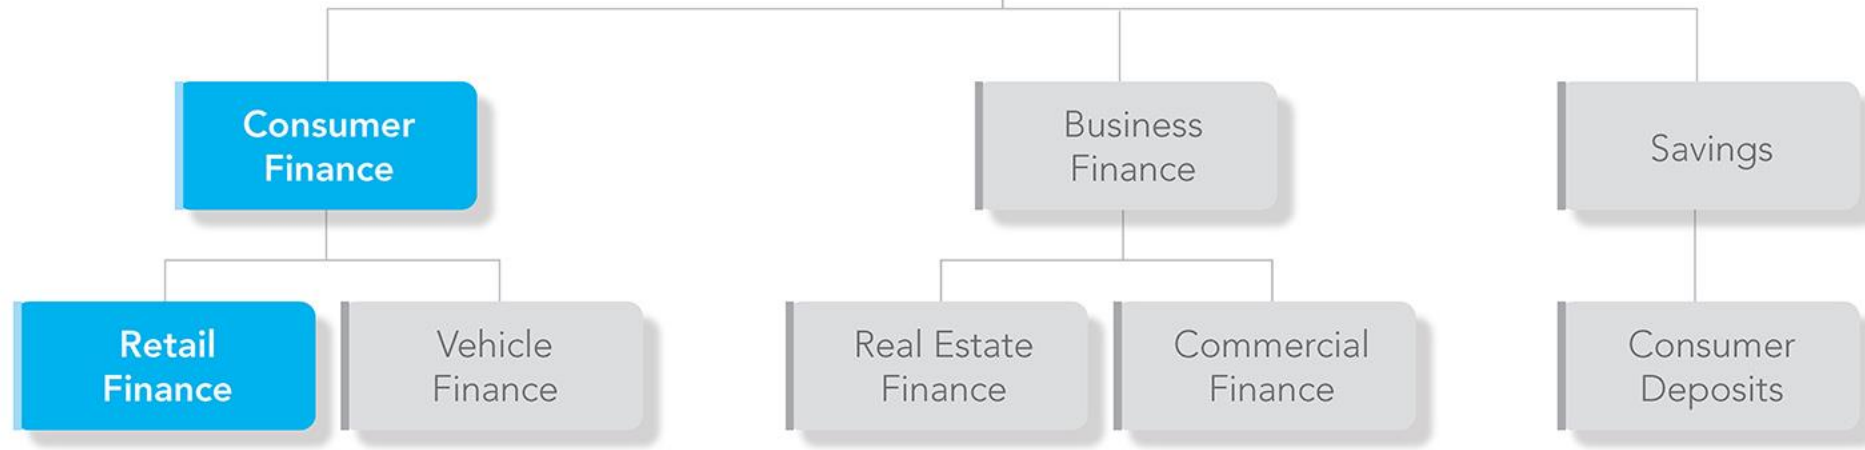 Consumer
Finance
Business
Finance
Savings
Retail
Finance
Vehicle
Finance
Real Estate
Finance
Commercial
Finance
Consumer
Deposits